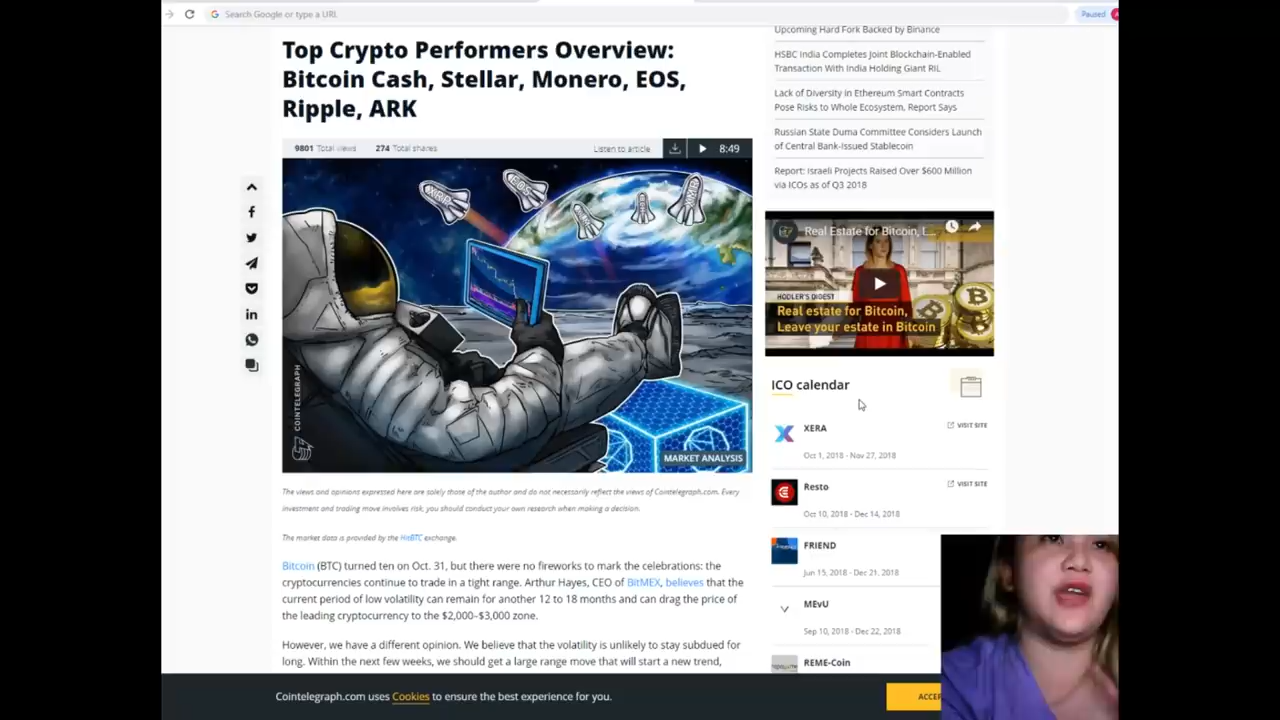 Search Google or type a URL
Paused
Top Crypto Performers Overview:
Bitcoin Cash, Stellar, Monero, EOS,
Ripple, ARK
9801 Total views
274 Total shares
Listen to article
8:49
XRP
EOS
COINTELEGRAPH
MARKET ANALYSIS
The views and opinions expressed here are solely those of the author and do not necessarily reflect the views of Cointelegraph.com. Every
investment and trading move involves risk, you should conduct your own research when making a decision.
The market data is provided by the HitBTC exchange.
Bitcoin (BTC) turned ten on Oct. 31, but there were no fireworks to mark the celebrations: the
cryptocurrencies continue to trade in a tight range. Arthur Hayes, CEO of BitMEX, believes that the
current period of low volatility can remain for another 12 to 18 months and can drag the price of
the leading cryptocurrency to the $2,000–$3,000 zone.
However, we have a different opinion. We believe that the volatility is unlikely to stay subdued for
long. Within the next few weeks, we should get a large range move that will start a new trend,
Upcoming Hard Fork Backed by Binance
HSBC India Completes Joint Blockchain-Enabled
Transaction With India Holding Giant RIL
Lack of Diversity in Ethereum Smart Contracts
Pose Risks to Whole Ecosystem, Report Says
Russian State Duma Committee Considers Launch
of Central Bank-Issued Stablecoin
Report: Israeli Projects Raised Over $600 Million
via ICOs as of Q3 2018
Real Estate for Bitcoin, L...
HODLER'S DIGEST
Real estate for Bitcoin,
Leave your estate in Bitcoin
ICO calendar
XERA
VISIT SITE
Oct 1, 2018 - Nov 27, 2018
Resto
VISIT SITE
Oct 10, 2018 - Dec 14, 2018
FRIEND
Jun 15, 2018 - Dec 21, 2018
MEvU
Sep 10, 2018 - Dec 22, 2018
REME-Coin
Cointelegraph.com uses Cookies to ensure the best experience for you.